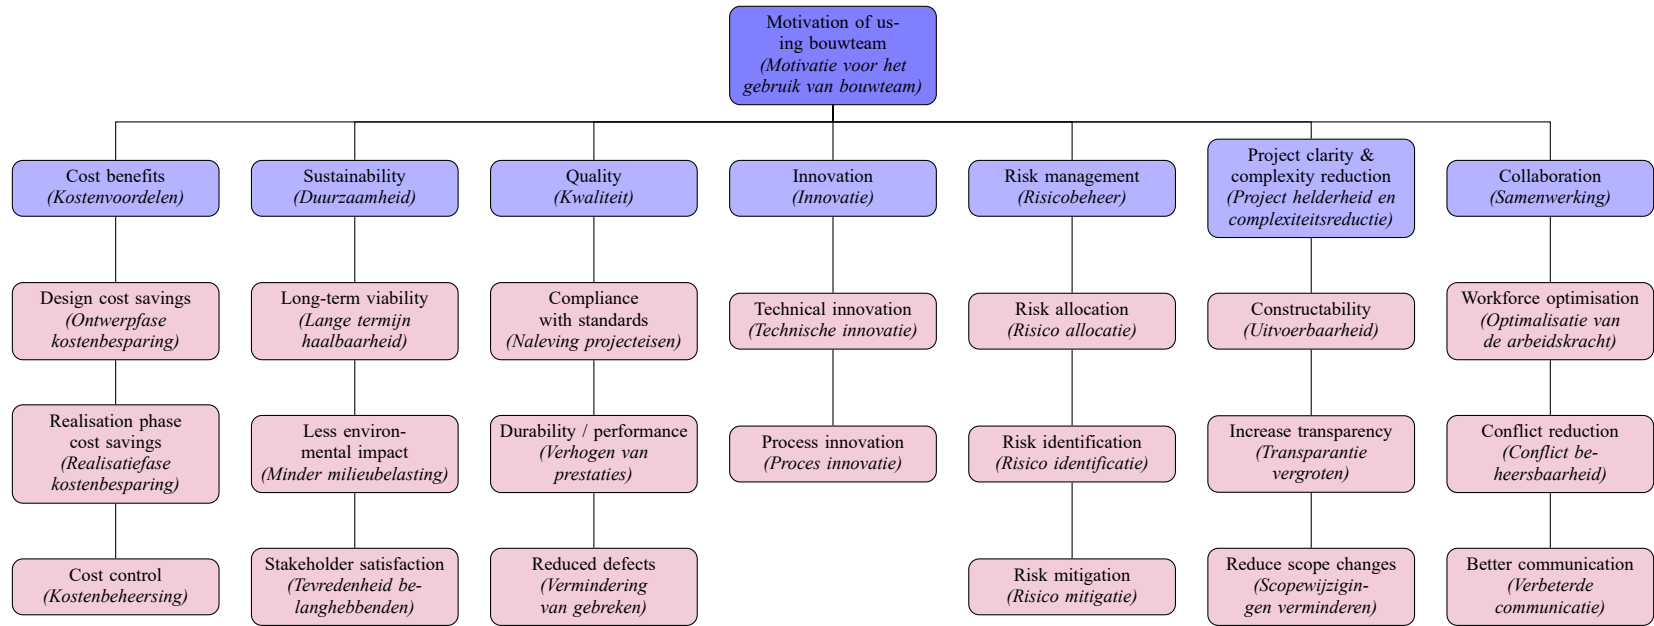 Motivation of us-
ing bouwteam
(Motivatie voor het
gebruik van bouwteam)
Cost benefits
(Kostenvoordelen)
Sustainability
(Duurzaamheid)
Quality
(Kwaliteit)
Innovation
(Innovatie)
Risk management
(Risicobeheer)
Project clarity &
complexity reduction
(Project helderheid en
complexiteitsreductie)
Collaboration
(Samenwerking)
Design cost savings
(Ontwerpfase
kostenbesparing)
Long-term viability
(Lange termijn
haalbaarheid)
Compliance
with standards
(Naleving projecteisen)
Technical innovation
(Technische innovatie)
Risk allocation
(Risico allocatie)
Constructability
(Uitvoerbaarheid)
Workforce optimisation
(Optimalisatie van
de arbeidskracht)
Realisation phase
cost savings
(Realisatiefase
kostenbesparing)
Less environ-
mental impact
(Minder milieubelasting)
Durability / performance
(Verhogen van
prestaties)
Process innovation
(Proces innovatie)
Risk identification
(Risico identificatie)
Increase transparency
(Transparantie
vergroten)
Conflict reduction
(Conflict be-
heersbaarheid)
Cost control
(Kostenbeheersing)
Stakeholder satisfaction
(Tevredenheid be-
langhebbenden)
Reduced defects
(Vermindering
van gebreken)
Risk mitigation
(Risico mitigatie)
Reduce scope changes
(Scopewijzigin-
gen verminderen)
Better communication
(Verbeterde
communicatie)